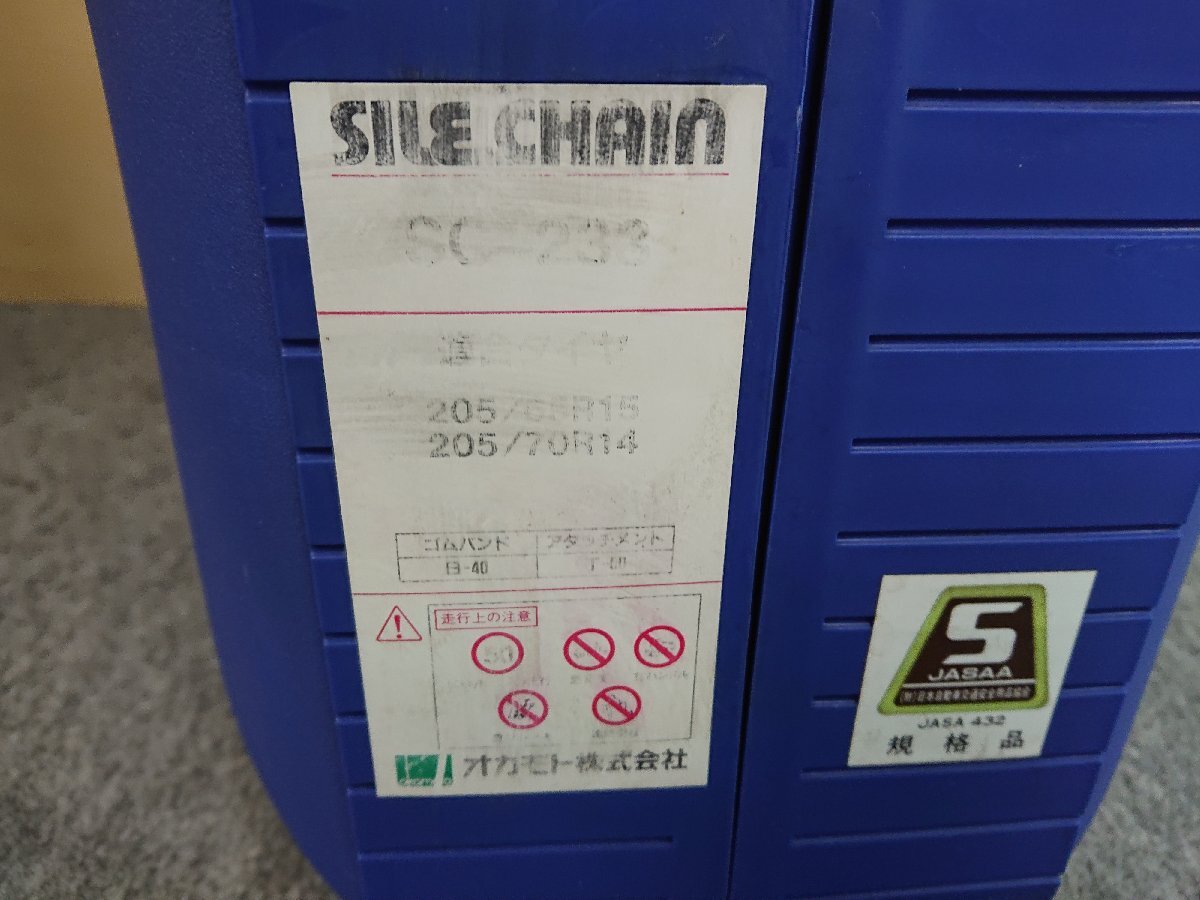 SILE CHAIN
SC-233
適合タイヤ
205/65R15
205/70R14
ゴムバンド アタッチメント
B-40
走行上の注意
50
オカモト株式会社
S
JASAA
JASA 432
規格品